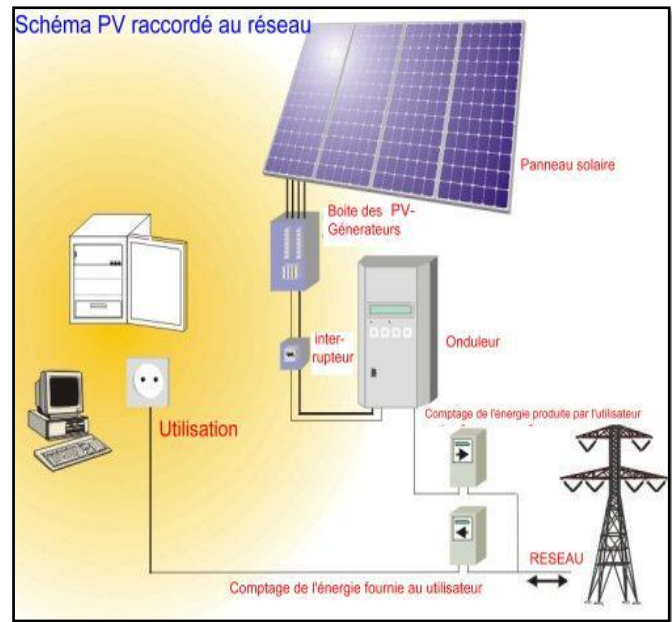 Schéma PV raccordé au réseau
Panneau solaire
Boite des PV-
Génerateurs
inter-
rupteur
Onduleur
Utilisation
Comptage de l'énergie produite par l'utilisateur
RESEAU
Comptage de l'énergie fournie au utilisateur